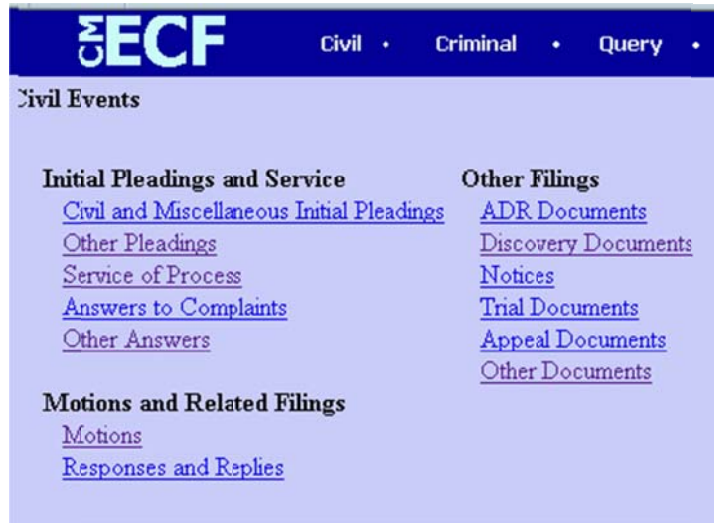 CM ECF Civil • Criminal • Query •
Civil Events
Initial Pleadings and Service
Civil and Miscellaneous Initial Pleadings
Other Pleadings
Service of Process
Answers to Complaints
Other Answers
Motions and Related Filings
Motions
Responses and Replies
Other Filings
ADR Documents
Discovery Documents
Notices
Trial Documents
Appeal Documents
Other Documents